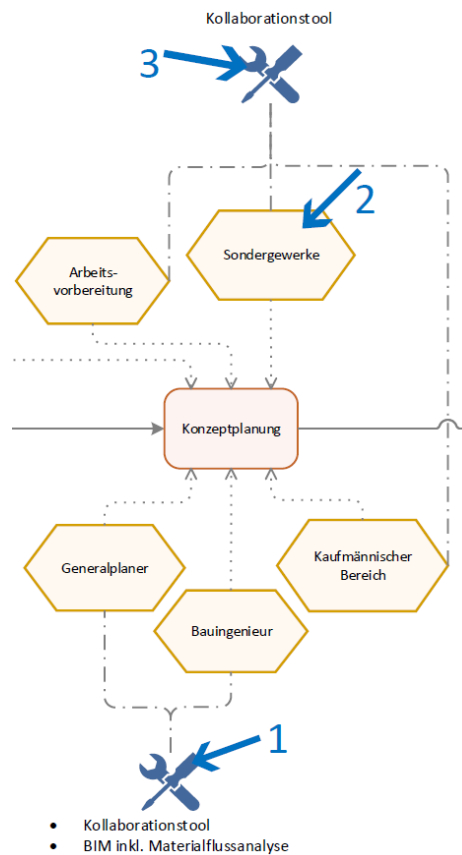 Kollaborationstool
3
2
Sondergewerke
Arbeits-
vorbereitung
Konzeptplanung
Generalplaner
Kaufmännischer
Bereich
Bauingenieur
1
• Kollaborationstool
• BIM inkl. Materialflussanalyse